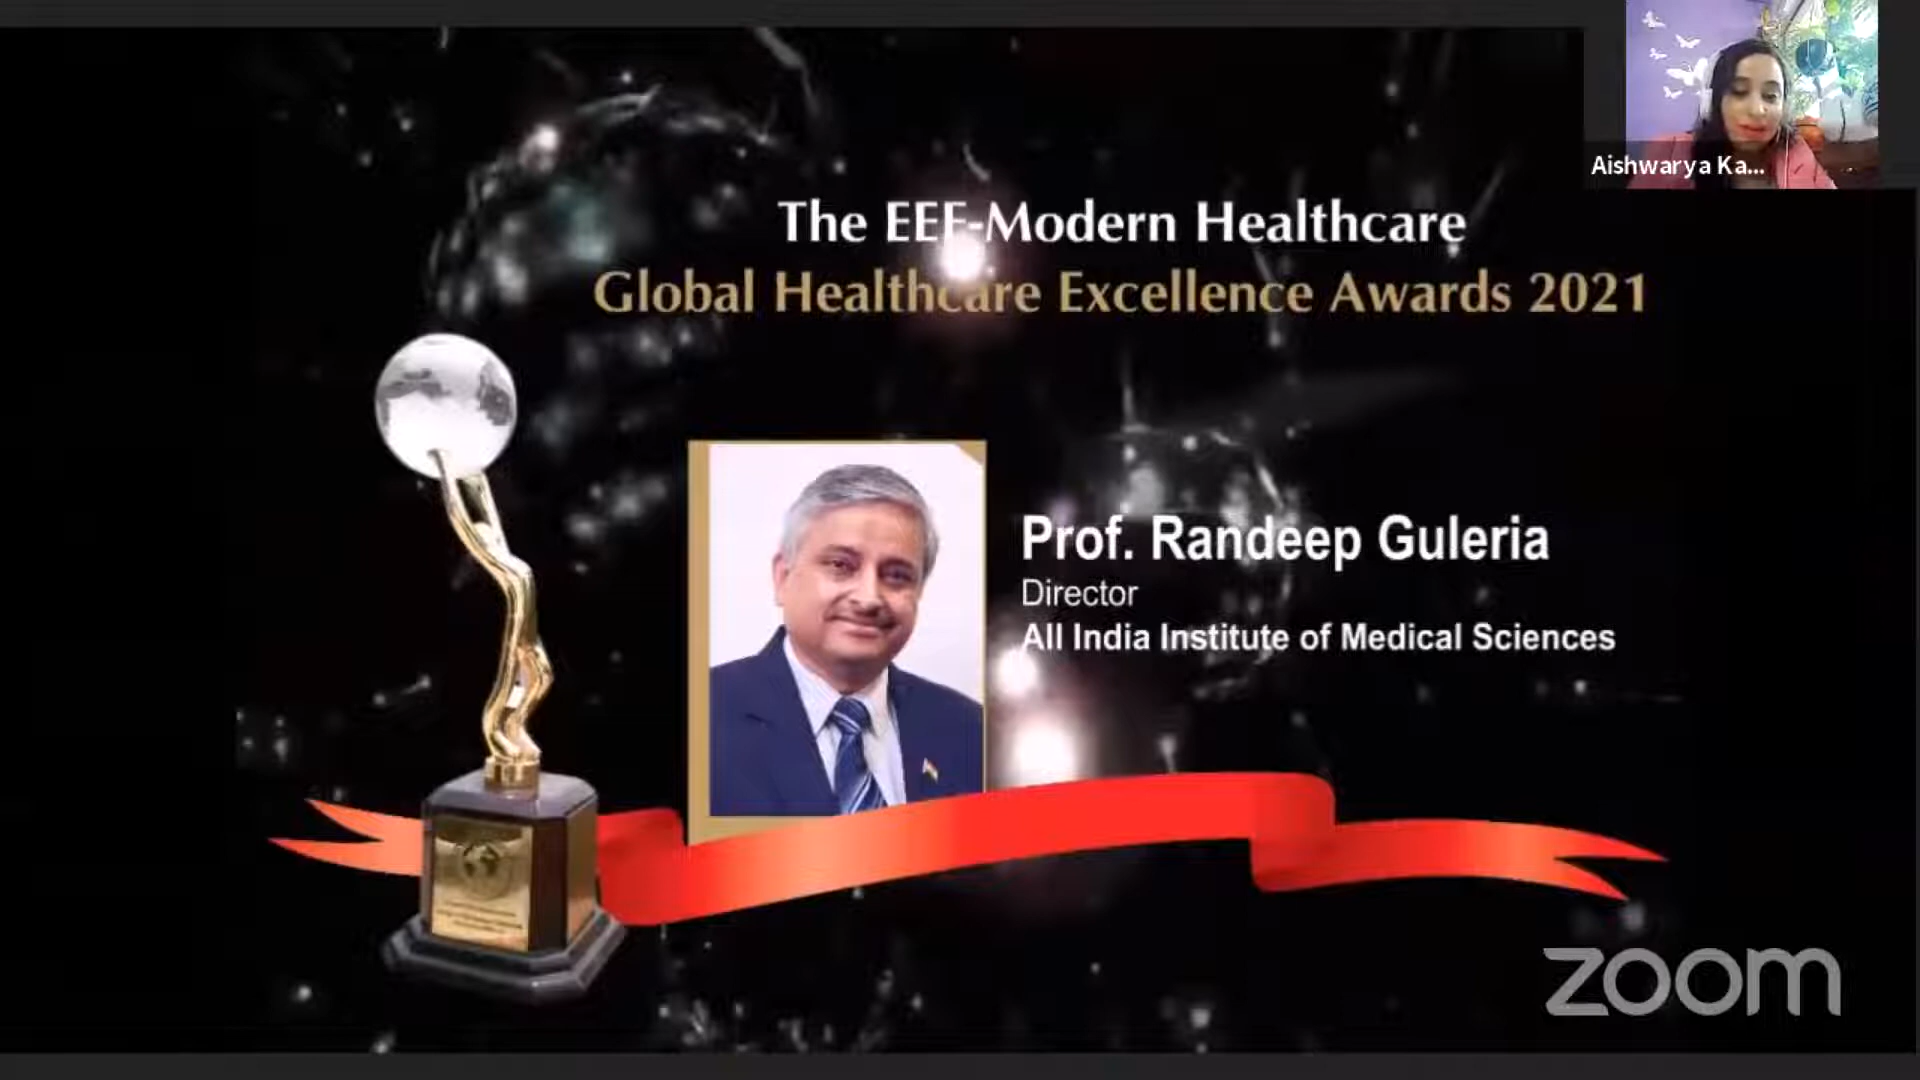 Aishwarya Ka...
The EEF-Modern Healthcare
Global Healthcare Excellence Awards 2021
Prof. Randeep Guleria
Director
All India Institute of Medical Sciences
zoom